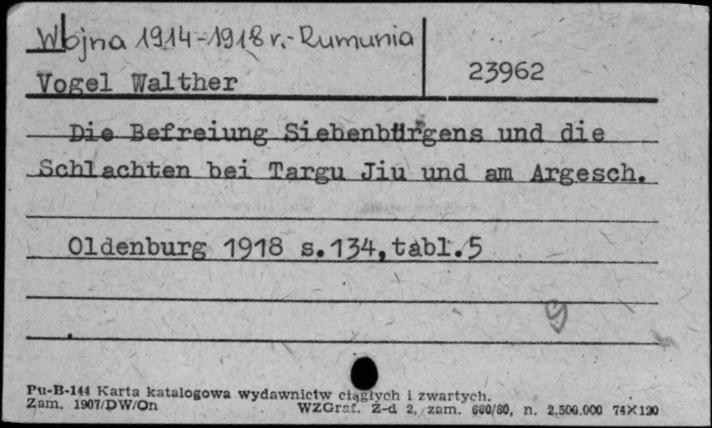 Wojna 1914-1918 r.- Rumunia
Vogel Walther
23962
Die Befreiung Siebenbürgens und die
Schlachten bei Targu Jiu und am Argesch.
Oldenburg 1918 s.134,tabl.5
Pu-B-144 Karta katalogowa wydawnictw ciągłych i zwartych.
Zam. 1907/DW/On WZGraf. Z-d 2, zam. 660/80, n. 2.500.000 74×120